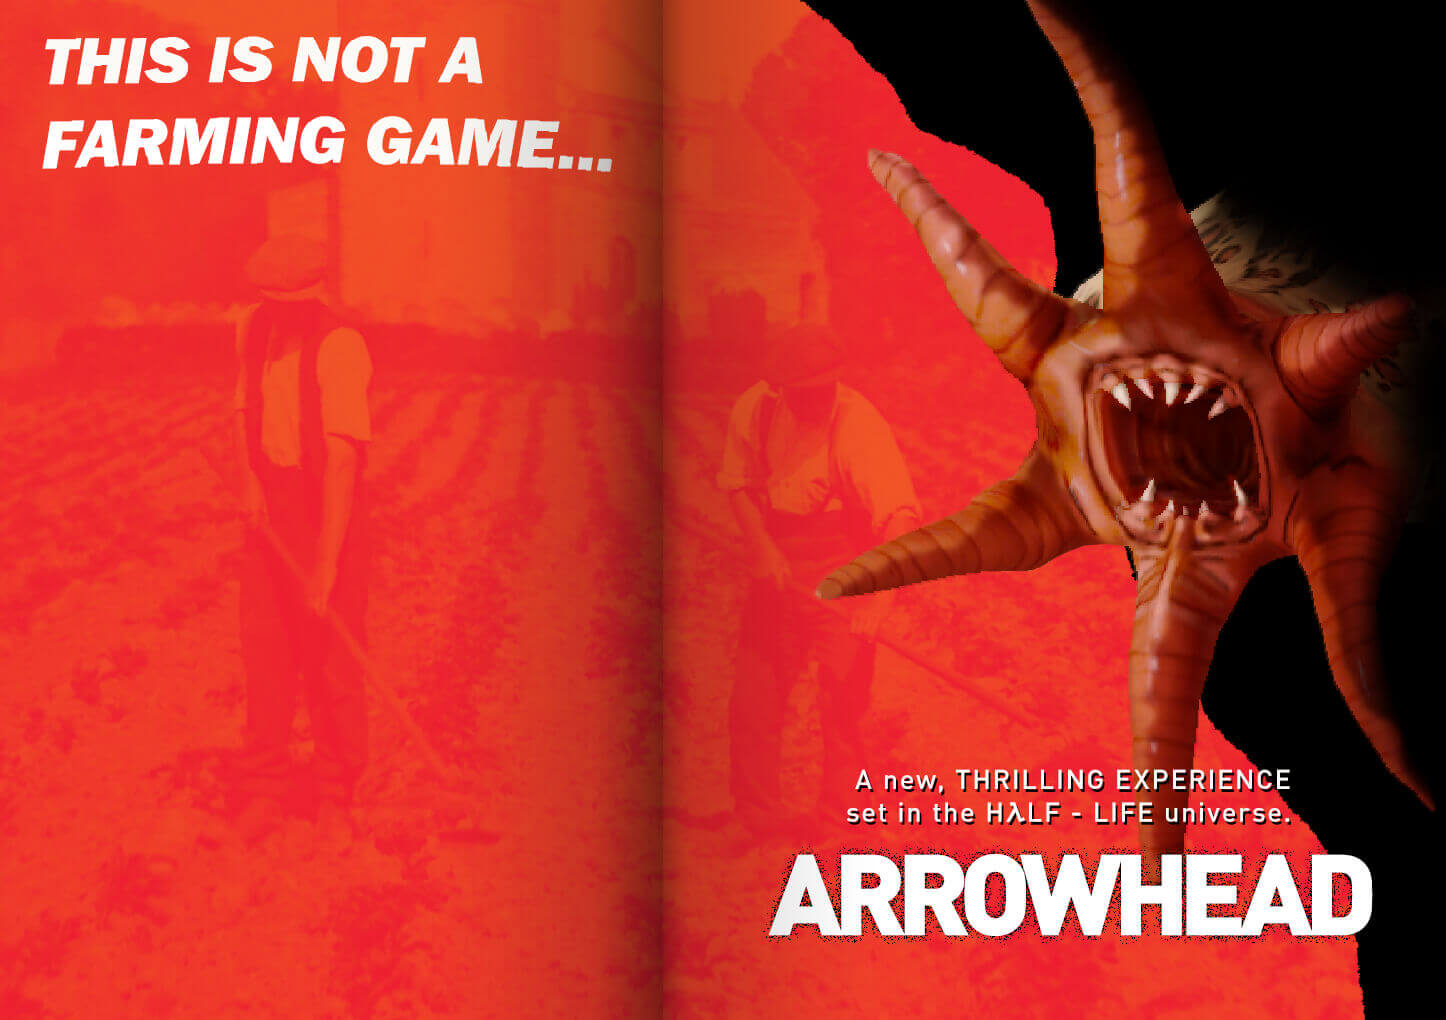 THIS IS NOT A
FARMING GAME...
A new, THRILLING EXPERIENCE
set in the HλLF - LIFE universe.
ARROWHEAD